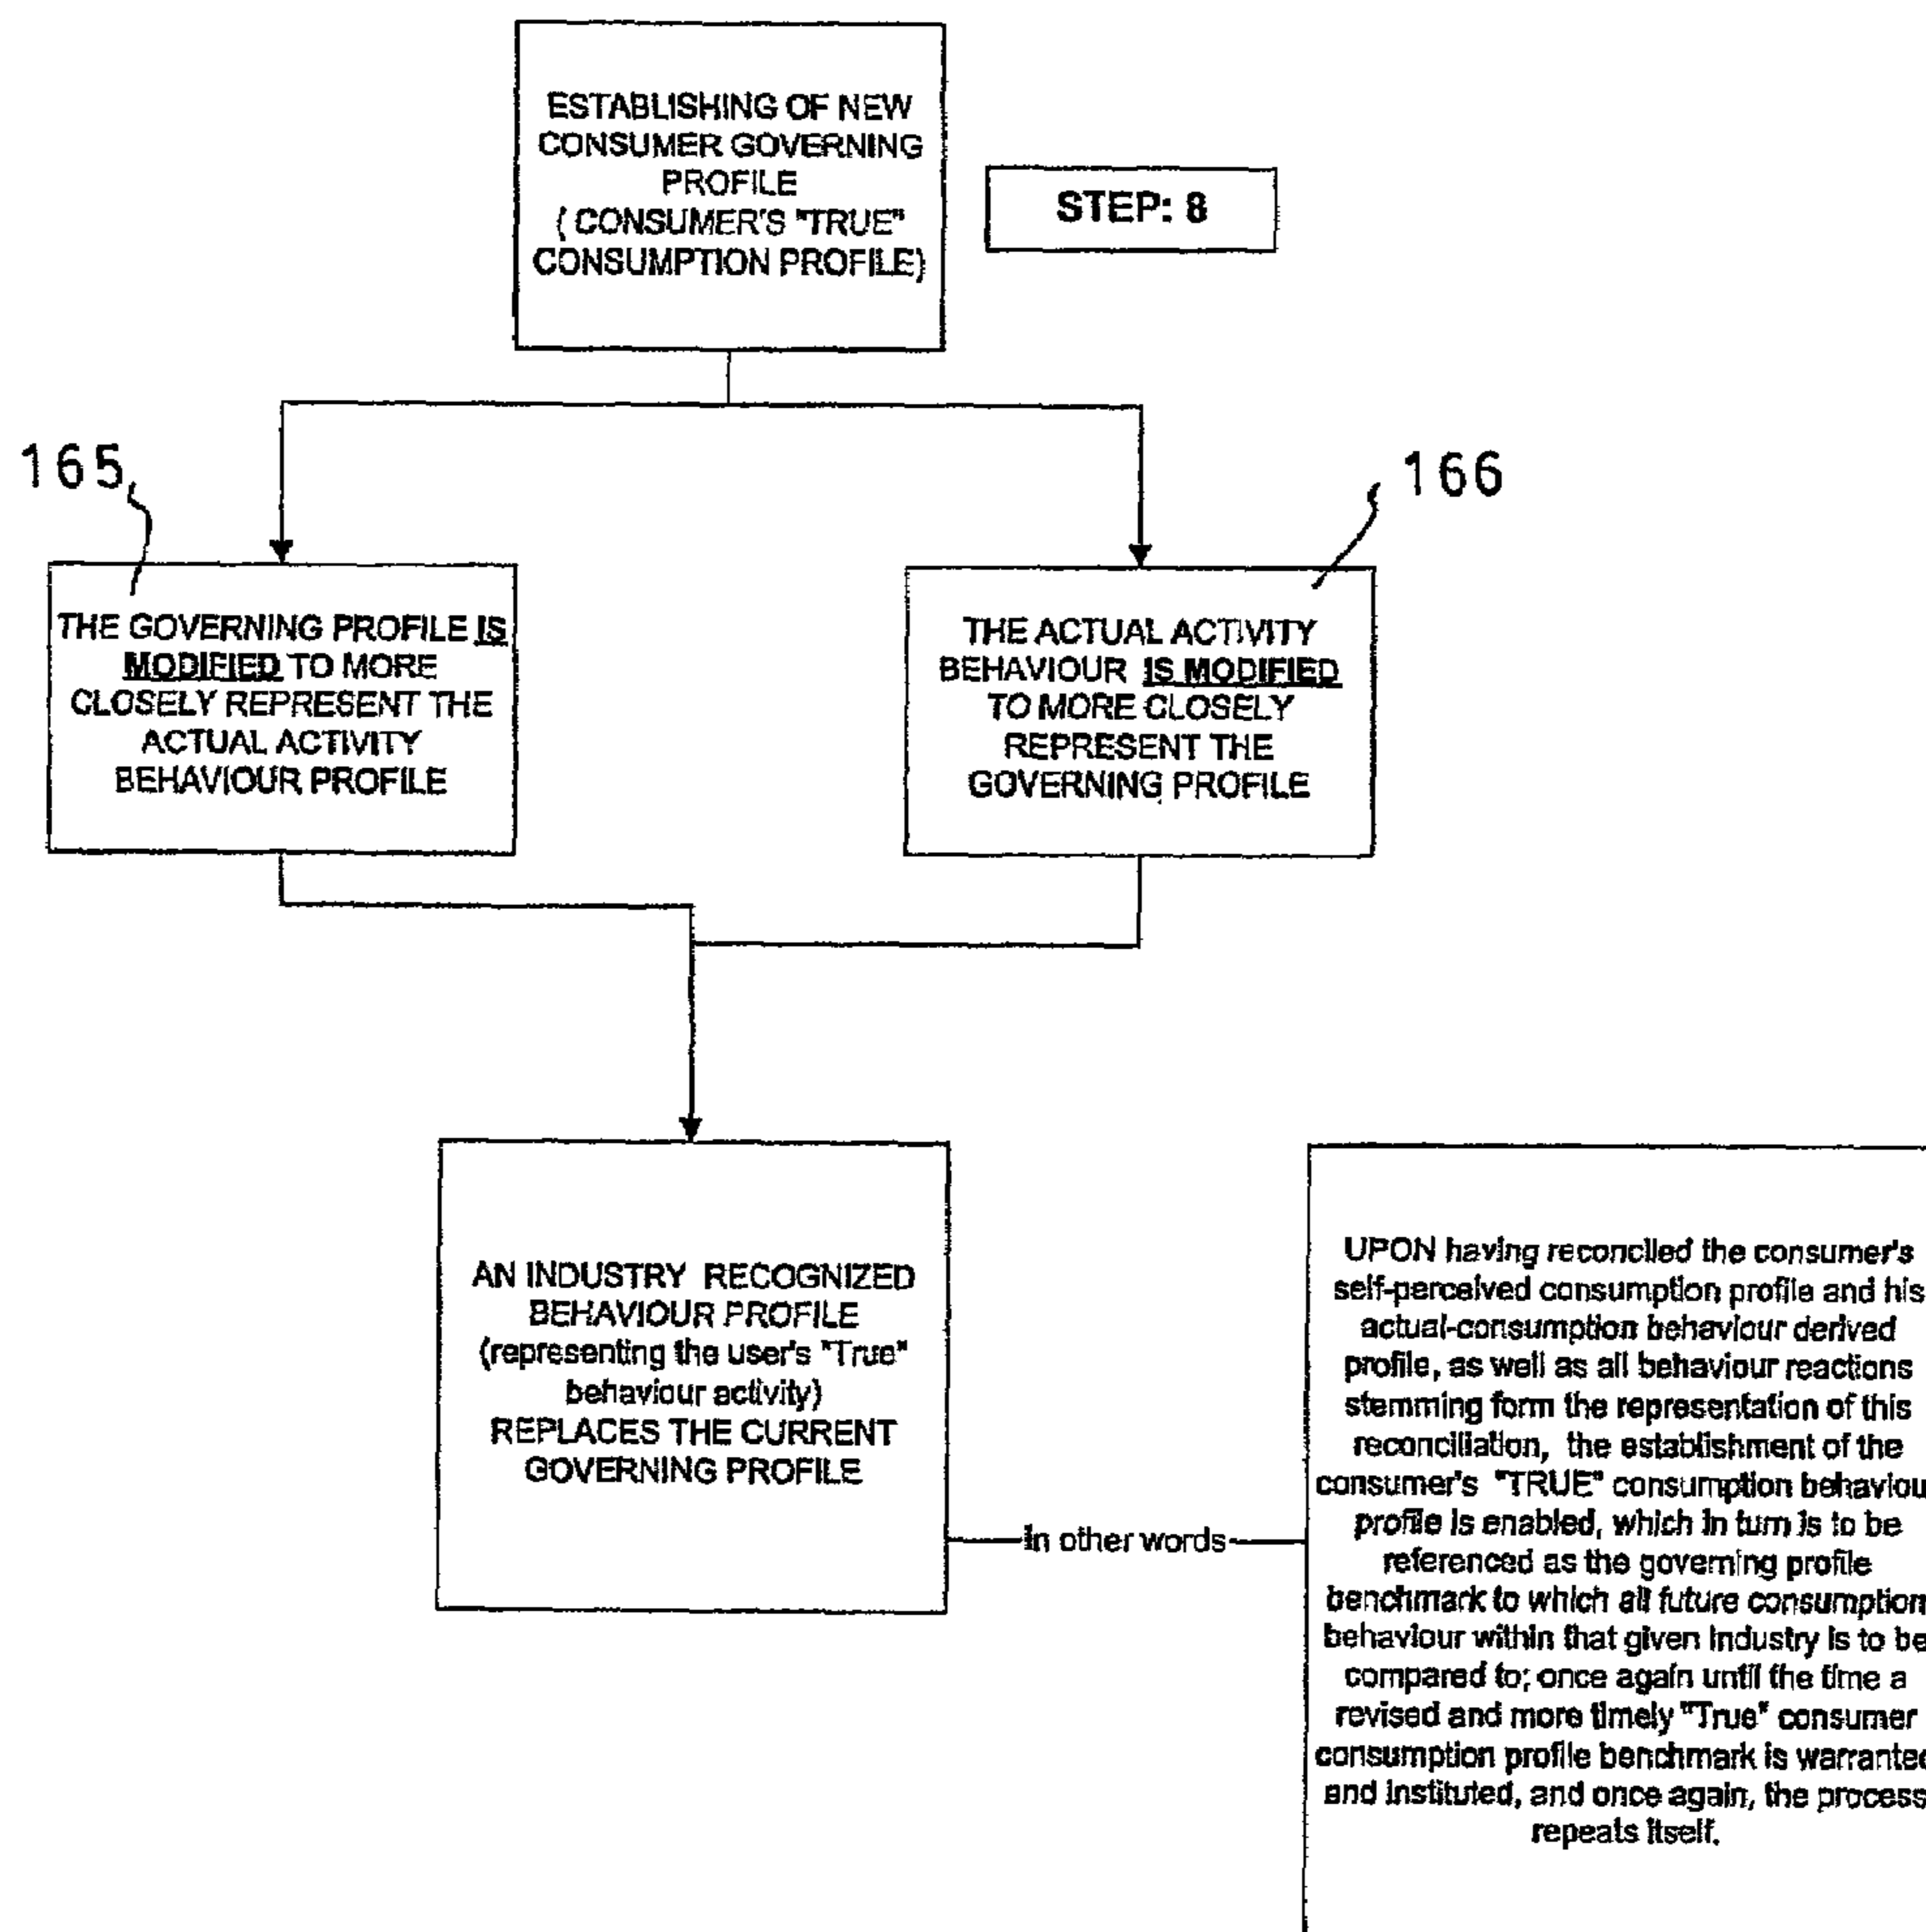 ESTABLISHING OF NEW
CONSUMER GOVERNING
PROFILE
( CONSUMER'S "TRUE"
CONSUMPTION PROFILE)
STEP: 8
165
166
THE GOVERNING PROFILE IS
MODIFIED TO MORE
CLOSELY REPRESENT THE
ACTUAL ACTIVITY
BEHAVIOUR PROFILE
THE ACTUAL ACTIVITY
BEHAVIOUR IS MODIFIED
TO MORE CLOSELY
REPRESENT THE
GOVERNING PROFILE
AN INDUSTRY RECOGNIZED
BEHAVIOUR PROFILE
(representing the user's "True"
behaviour activity)
REPLACES THE CURRENT
GOVERNING PROFILE
In other words
UPON having reconciled the consumer's
self-perceived consumption profile and his
actual-consumption behaviour derived
profile, as well as all behaviour reactions
stemming form the representation of this
reconciliation, the establishment of the
consumer's "TRUE" consumption behaviou
profile is enabled, which in turn is to be
referenced as the governing profile
benchmark to which all future consumption
behaviour within that given industry is to be
compared to; once again until the time a
revised and more timely "True" consumer
consumption profile benchmark is warranted
and instituted, and once again, the process
repeats itself.